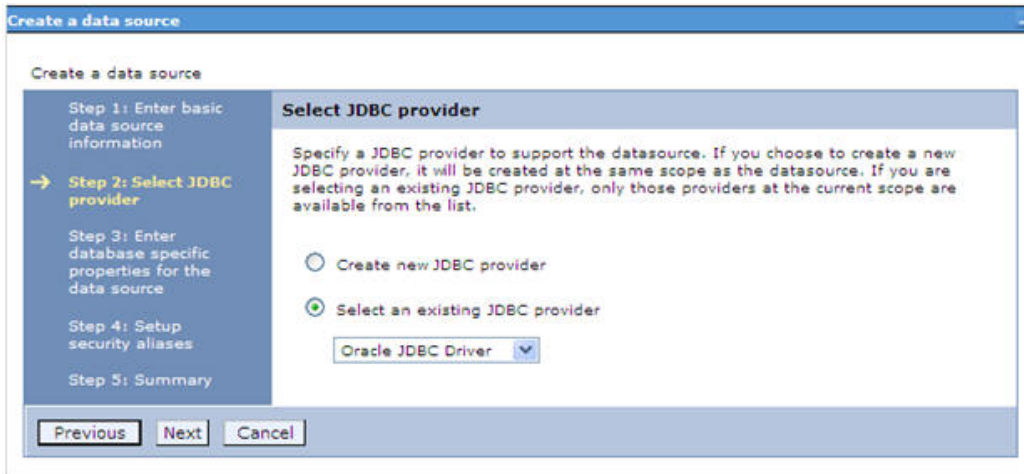 Create a data source
Create a data source
Step 1: Enter basic
data source
information
Step 2: Select JDBC
provider
Step 3: Enter
database specific
properties for the
data source
Step 4: Setup
security aliases
Step 5: Summary
Select JDBC provider
Specify a JDBC provider to support the datasource. If you choose to create a new
JDBC provider, it will be created at the same scope as the datasource. If you are
selecting an existing JDBC provider, only those providers at the current scope are
available from the list.
Create new JDBC provider
Select an existing JDBC provider
Oracle JDBC Driver
Previous Next Cancel